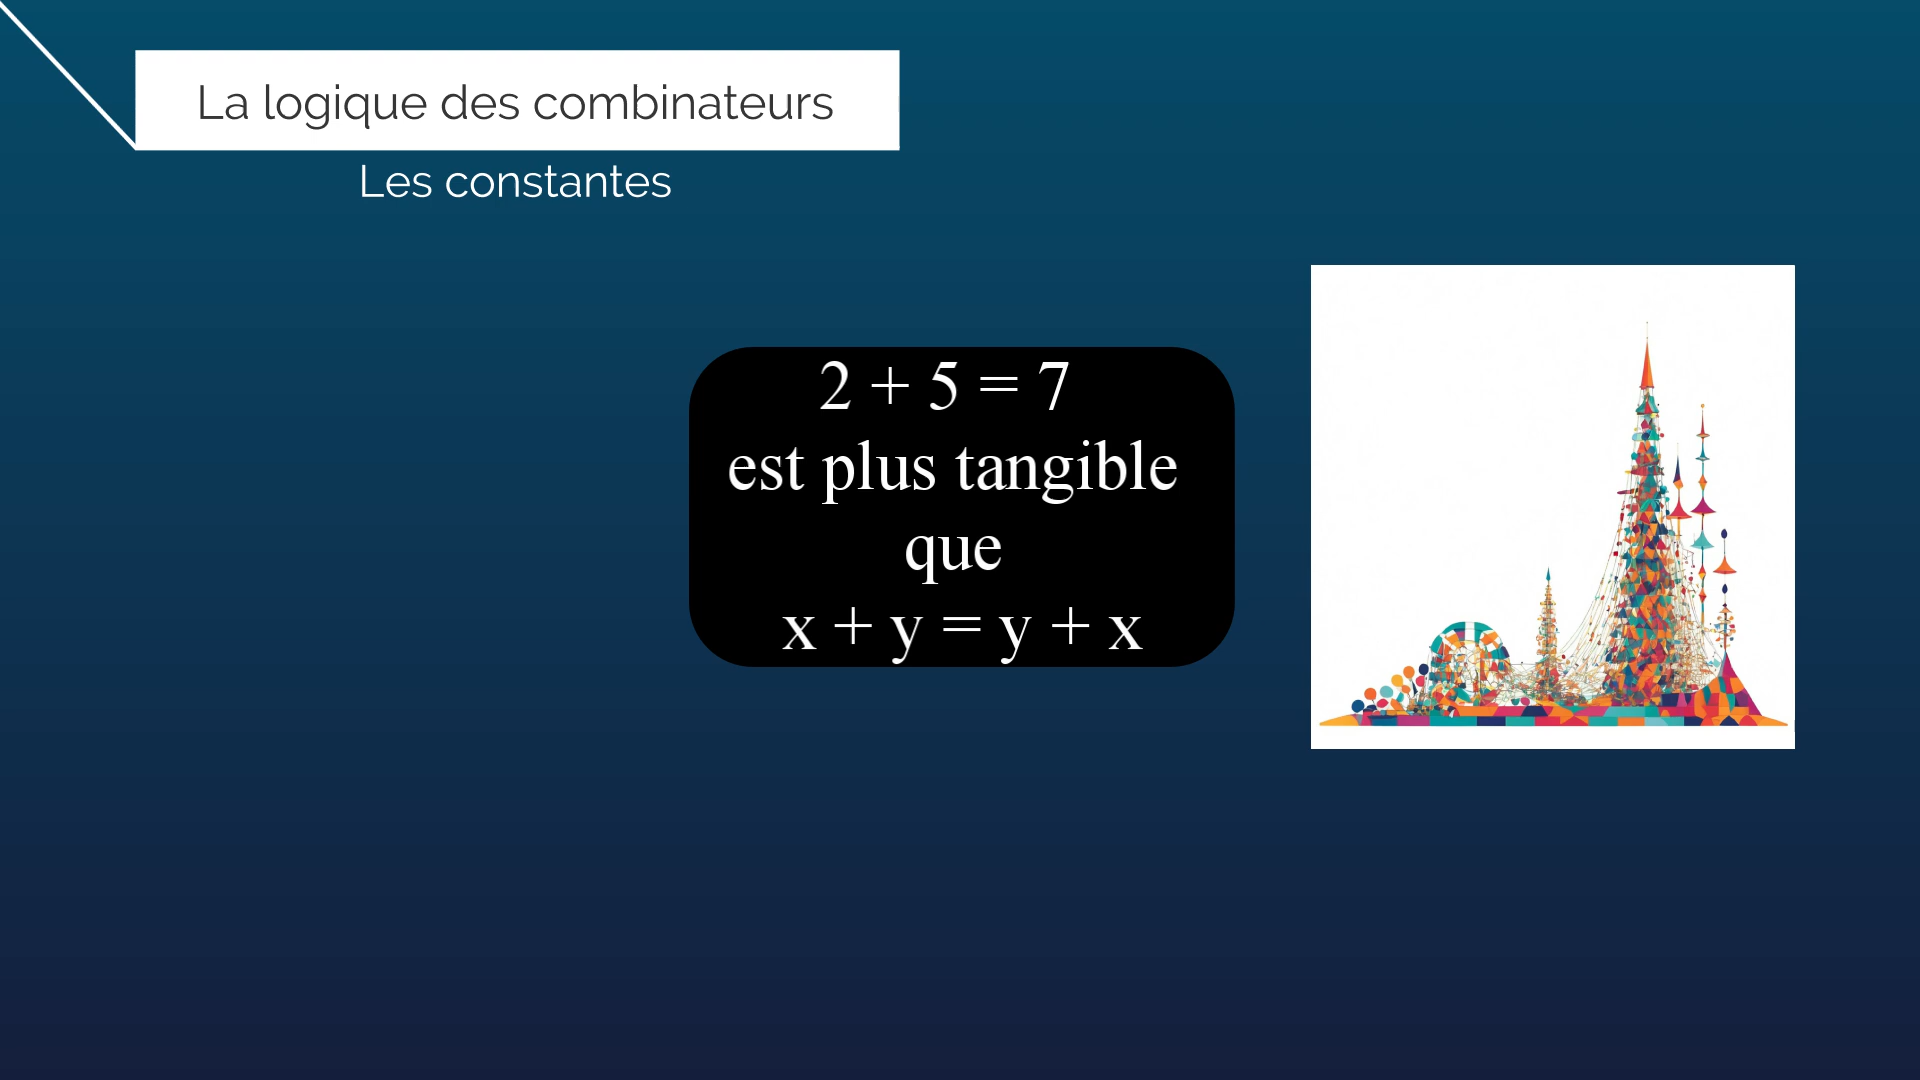 La logique des combinateurs
Les constantes
2 + 5 = 7
est plus tangible
que
x + y = y + x